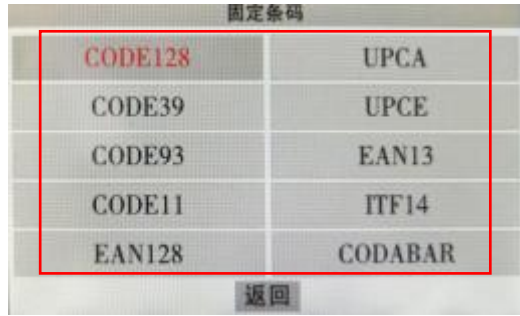 固定条码
CODE128 UPCA
CODE39 UPCE
CODE93 EAN13
CODE11 ITF14
EAN128 CODABAR
返回